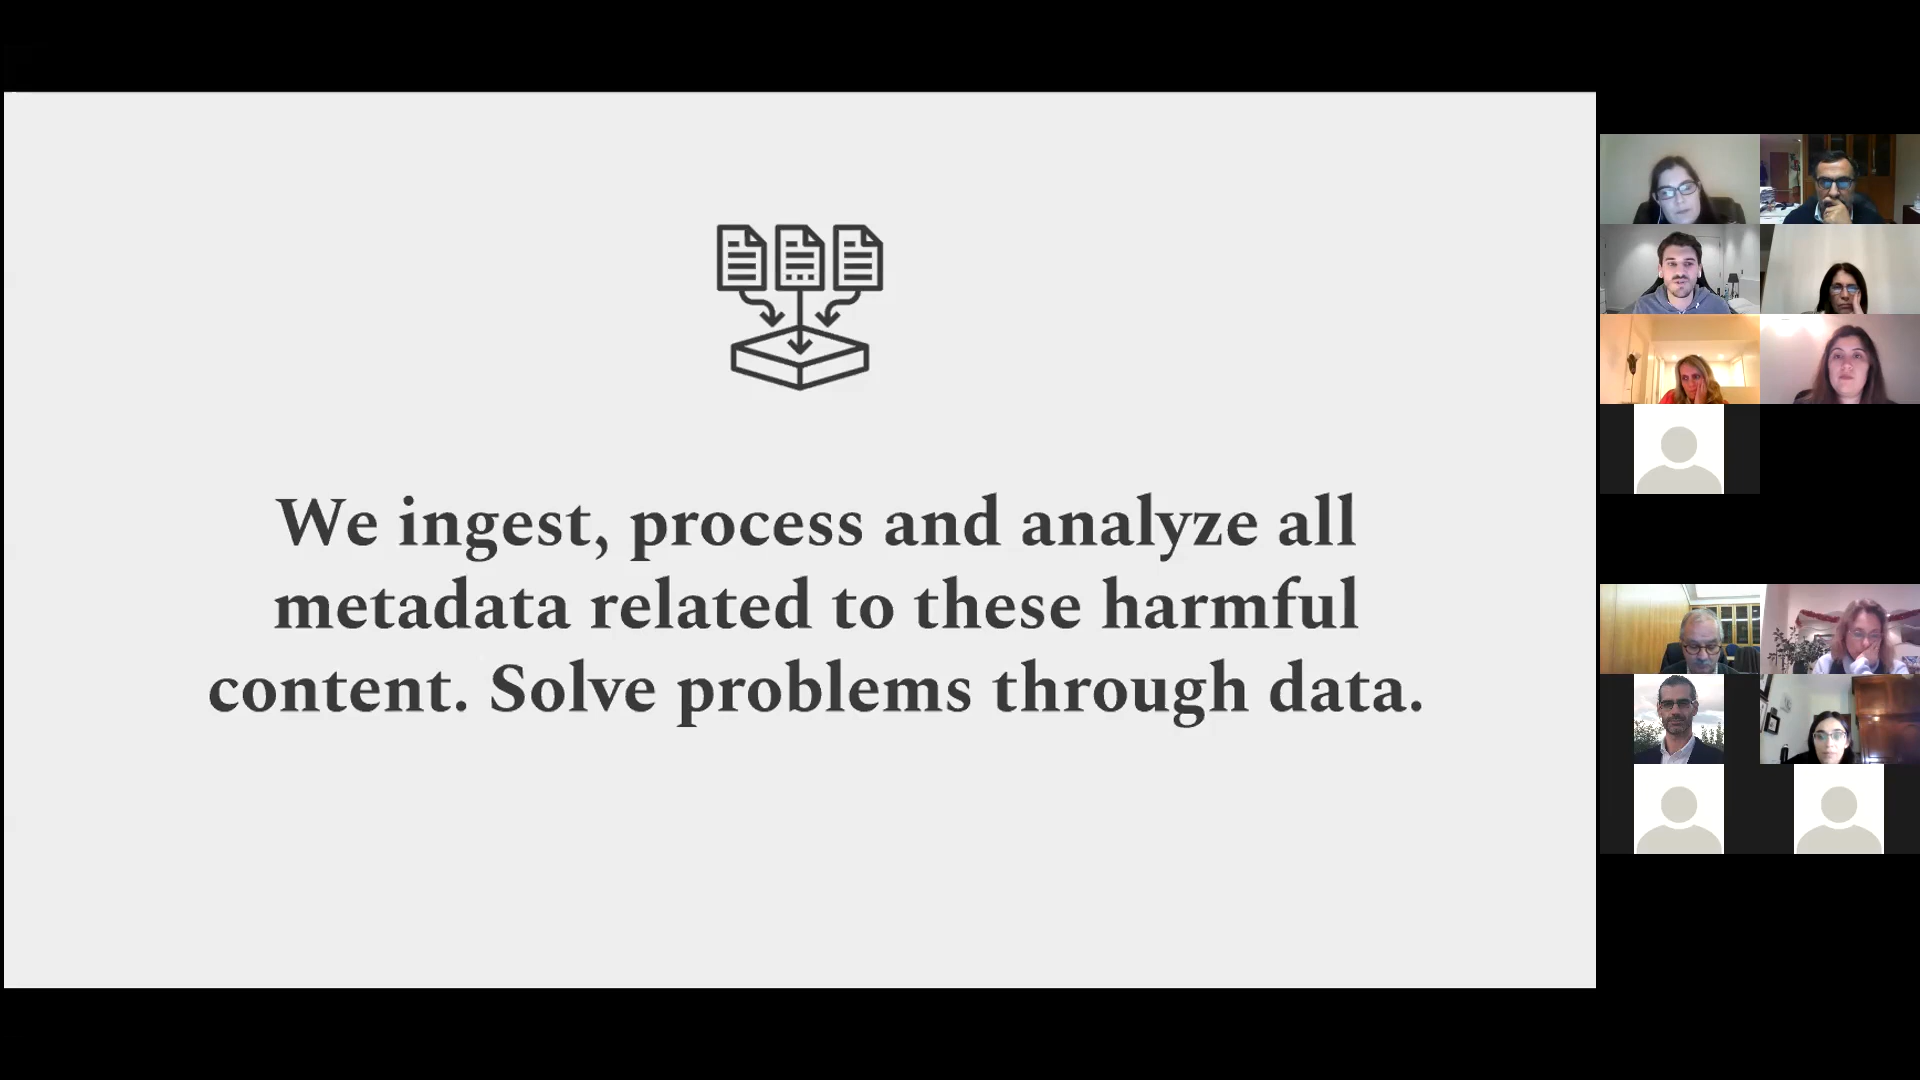 We ingest, process and analyze all
metadata related to these harmful
content. Solve problems through data.